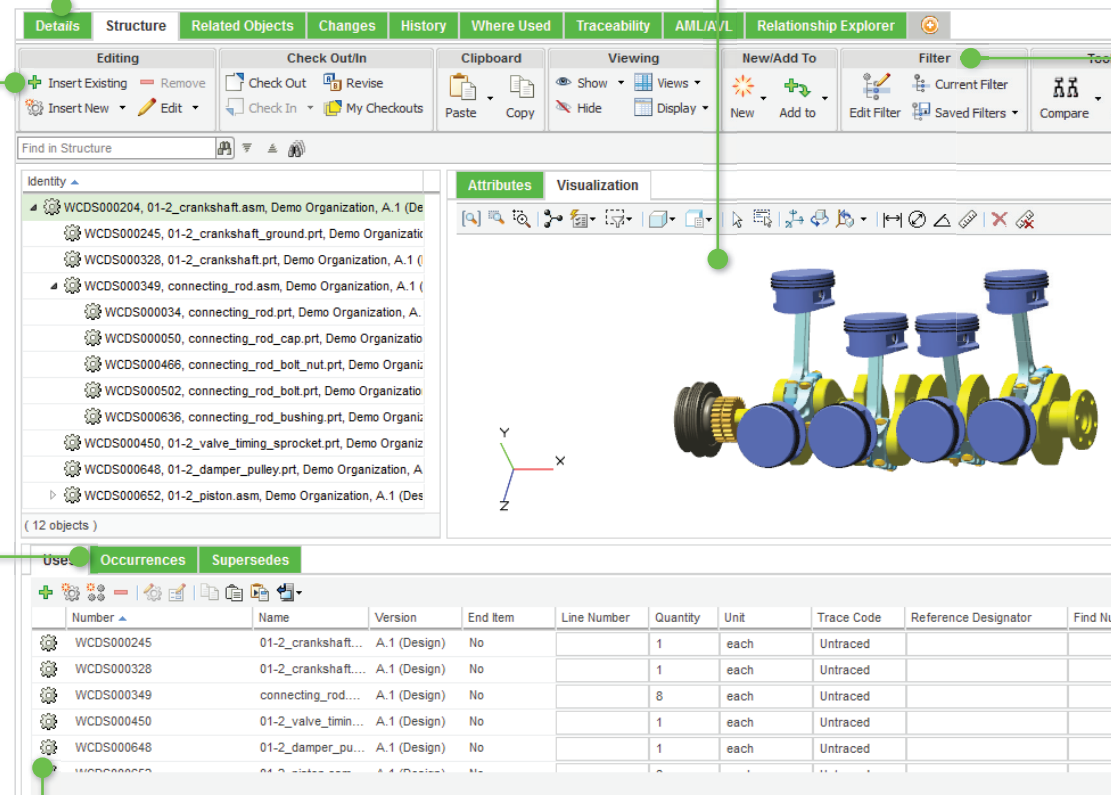 Details Structure Related Objects Changes History Where Used Traceability AML/AVL Relationship Explorer
Editing Check Out/In Clipboard Viewing New/Add To Filter
Insert Existing Remove Check Out Revise Show Views Current Filter
Insert New Edit Check In My Checkouts Paste Copy Hide Display New Add to Edit Filter Saved Filters Compare
Find in Structure
Identity
WCDS000204, 01-2_crankshaft.asm, Demo Organization, A.1 (De
WCDS000245, 01-2_crankshaft_ground.prt, Demo Organizatic
WCDS000328, 01-2_crankshaft.prt, Demo Organization, A.1 (
WCDS000349, connecting_rod.asm, Demo Organization, A.1 (
WCDS000034, connecting_rod.prt, Demo Organization, A.
WCDS000050, connecting_rod_cap.prt, Demo Organizatio
WCDS000466, connecting_rod_bolt_nut.prt, Demo Organiz
WCDS000502, connecting_rod_bolt.prt, Demo Organizatio
WCDS000636, connecting_rod_bushing.prt, Demo Organiz
WCDS000450, 01-2_valve_timing_sprocket.prt, Demo Organiz
WCDS000648, 01-2_damper_pulley.prt, Demo Organization, A
WCDS000652, 01-2_piston.asm, Demo Organization, A.1 (Des
( 12 objects )
Attributes Visualization
Y
X
Z
Uses Occurrences Supersedes
Number Name Version End Item Line Number Quantity Unit Trace Code Reference Designator Find Nu
WCDS000245 01-2_crankshaft... A.1 (Design) No 1 each Untraced
WCDS000328 01-2_crankshaft.... A.1 (Design) No 1 each Untraced
WCDS000349 connecting_rod.... A.1 (Design) No 8 each Untraced
WCDS000450 01-2_valve_timin... A.1 (Design) No 1 each Untraced
WCDS000648 01-2_damper_pu... A.1 (Design) No 1 each Untraced